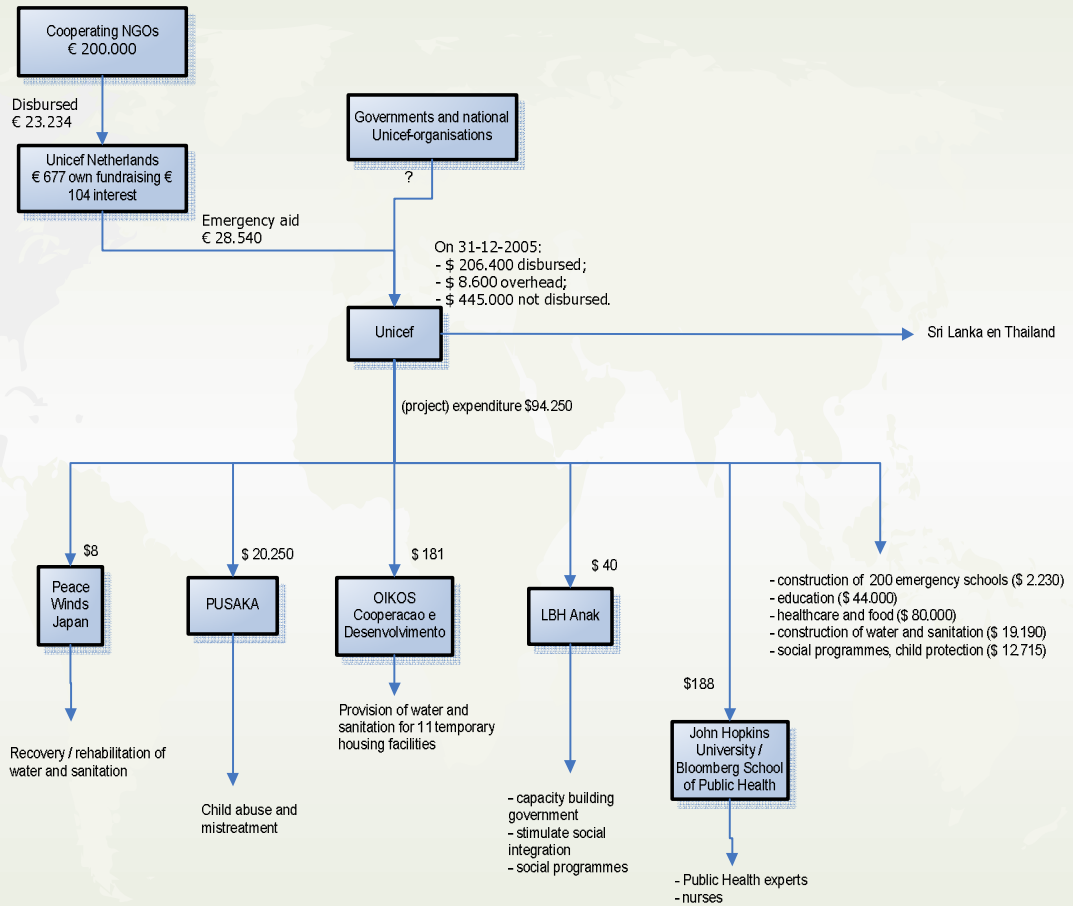 Cooperating NGOs
€ 200.000
Disbursed
€ 23.234
Unicef Netherlands
€ 677 own fundraising €
104 interest
Governments and national
Unicef-organisations
?
Emergency aid
€ 28.540
On 31-12-2005:
- $ 206.400 disbursed;
- $ 8.600 overhead;
- $ 445.000 not disbursed.
Unicef
Sri Lanka en Thailand
(project) expenditure $94.250
$8
Peace
Winds
Japan
Recovery / rehabilitation of
water and sanitation
$ 20.250
PUSAKA
Child abuse and
mistreatment
$ 181
OIKOS
Cooperacao e
Desenvolvimento
Provision of water and
sanitation for 11 temporary
housing facilities
$ 40
LBH Anak
- capacity building
government
- stimulate social
integration
- social programmes
$188
John Hopkins
University /
Bloomberg School
of Public Health
- Public Health experts
- nurses
- construction of 200 emergency schools ($ 2.230)
- education ($ 44.000)
- healthcare and food ($ 80.000)
- construction of water and sanitation ($ 19.190)
- social programmes, child protection ($ 12.715)